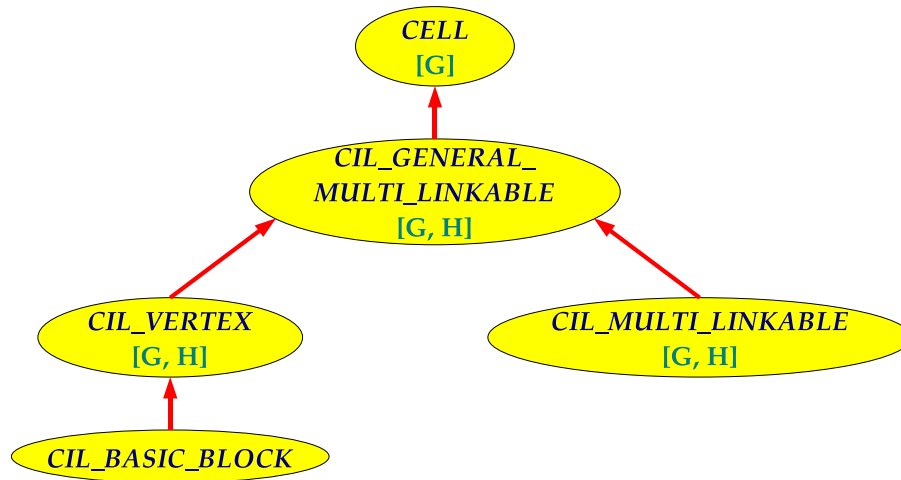 CELL
[G]
CIL_GENERAL_
MULTI_LINKABLE
[G, H]
CIL_VERTEX
[G, H]
CIL_MULTI_LINKABLE
[G, H]
CIL_BASIC_BLOCK